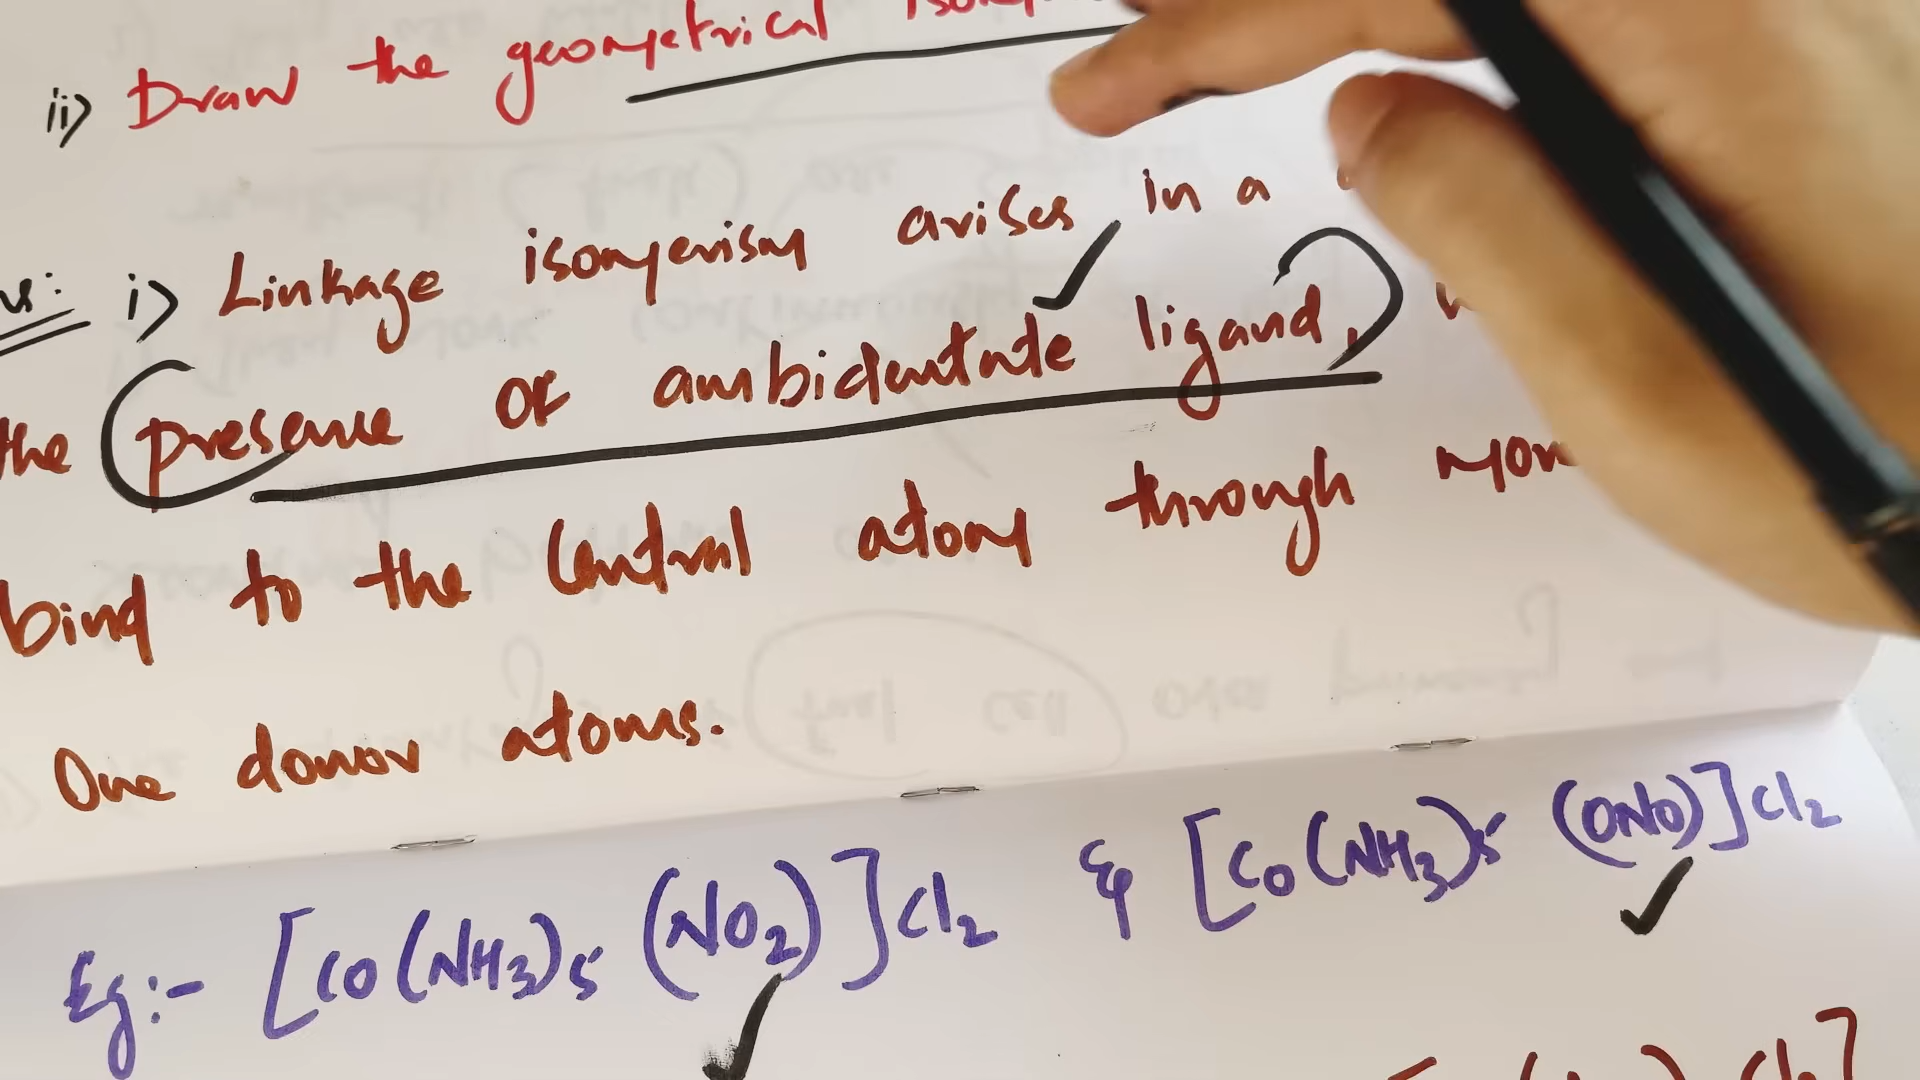 ii) Draw the geometrical
i) Linkage isomerism arises in a
the presence of ambidentate ligand,
bind to the Central atom through
One donor atoms.
Eg:- [Co(NH3)5 (NO2)]Cl2 & [Co(NH3)5 (ONO)]Cl2